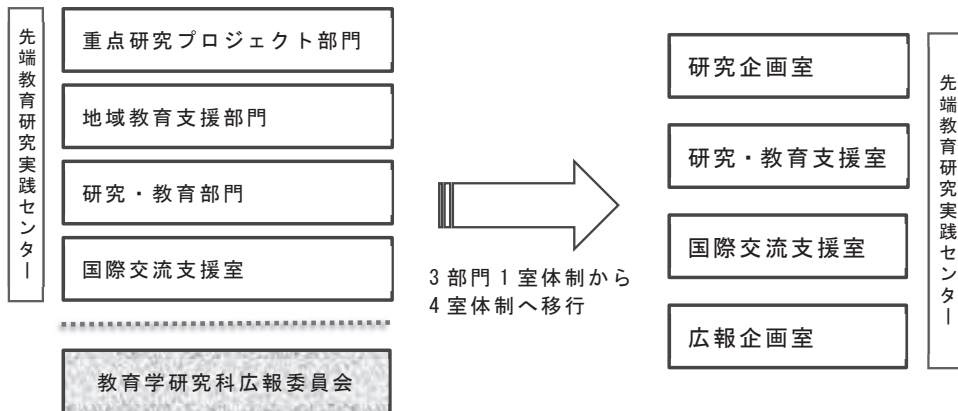 先端教育研究実践センター
重点研究プロジェクト部門
地域教育支援部門
研究・教育部門
国際交流支援室
教育学研究科広報委員会
3部門1室体制から
4室体制へ移行
研究企画室
研究・教育支援室
国際交流支援室
広報企画室
先端教育研究実践センター